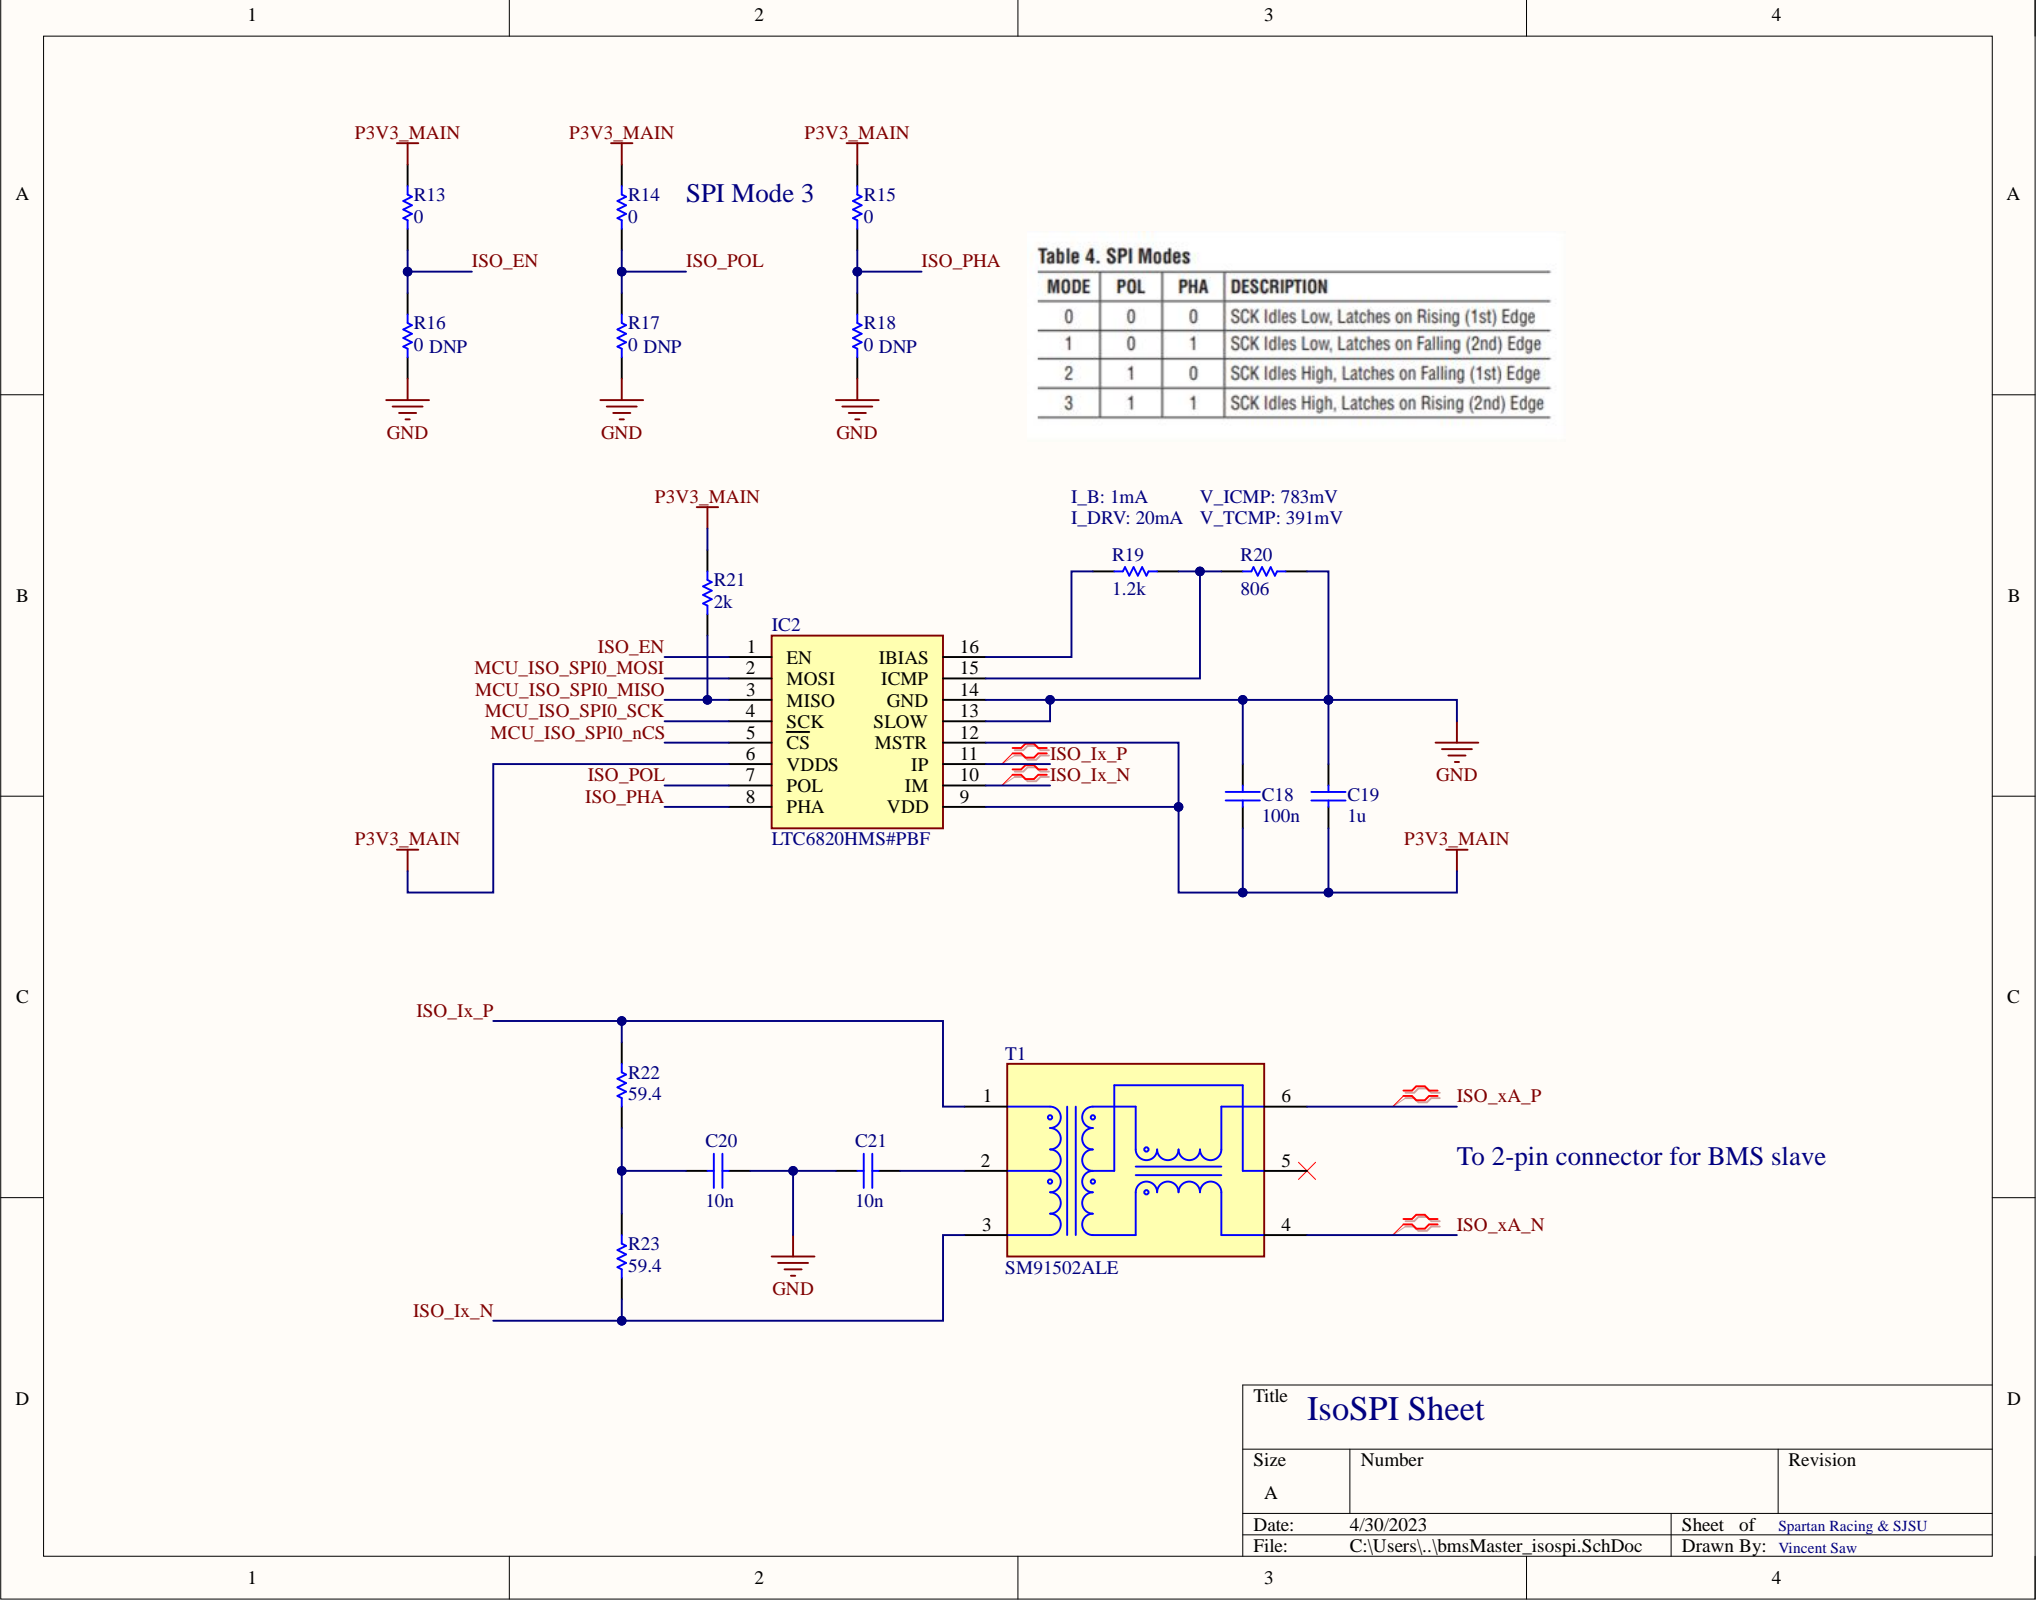 1 2 3 4
A A
B B
C C
D D
P3V3_MAIN P3V3_MAIN P3V3_MAIN
R13 R14 SPI Mode 3 R15
0 0 0
ISO_EN ISO_POL ISO_PHA
R16 R17 R18
0 DNP 0 DNP 0 DNP
GND GND GND
Table 4. SPI Modes
MODE POL PHA DESCRIPTION
0 0 0 SCK Idles Low, Latches on Rising (1st) Edge
1 0 1 SCK Idles Low, Latches on Falling (2nd) Edge
2 1 0 SCK Idles High, Latches on Falling (1st) Edge
3 1 1 SCK Idles High, Latches on Rising (2nd) Edge
P3V3_MAIN
I_B: 1mA V_ICMP: 783mV
I_DRV: 20mA V_TCMP: 391mV
R19 R20
1.2k 806
R21
2k
IC2
ISO_EN 1 EN IBIAS 16
MCU_ISO_SPI0_MOSI 2 MOSI ICMP 15
MCU_ISO_SPI0_MISO 3 MISO GND 14
MCU_ISO_SPI0_SCK 4 SCK SLOW 13
MCU_ISO_SPI0_nCS 5 CS MSTR 12
6 VDDS IP 11 ISO_Ix_P
ISO_POL 7 POL IM 10 ISO_Ix_N
ISO_PHA 8 PHA VDD 9
LTC6820HMS#PBF
GND
C18 C19
100n 1u
P3V3_MAIN P3V3_MAIN
ISO_Ix_P
R22
59.4
C20 C21
10n 10n
R23
59.4
GND
ISO_Ix_N
T1
1 6 ISO_xA_P
2 5 To 2-pin connector for BMS slave
3 4 ISO_xA_N
SM91502ALE
Title IsoSPI Sheet
Size Number Revision
A
Date: 4/30/2023 Sheet of Spartan Racing & SJSU
File: C:\Users\..\bmsMaster_isospi.SchDoc Drawn By: Vincent Saw
1 2 3 4